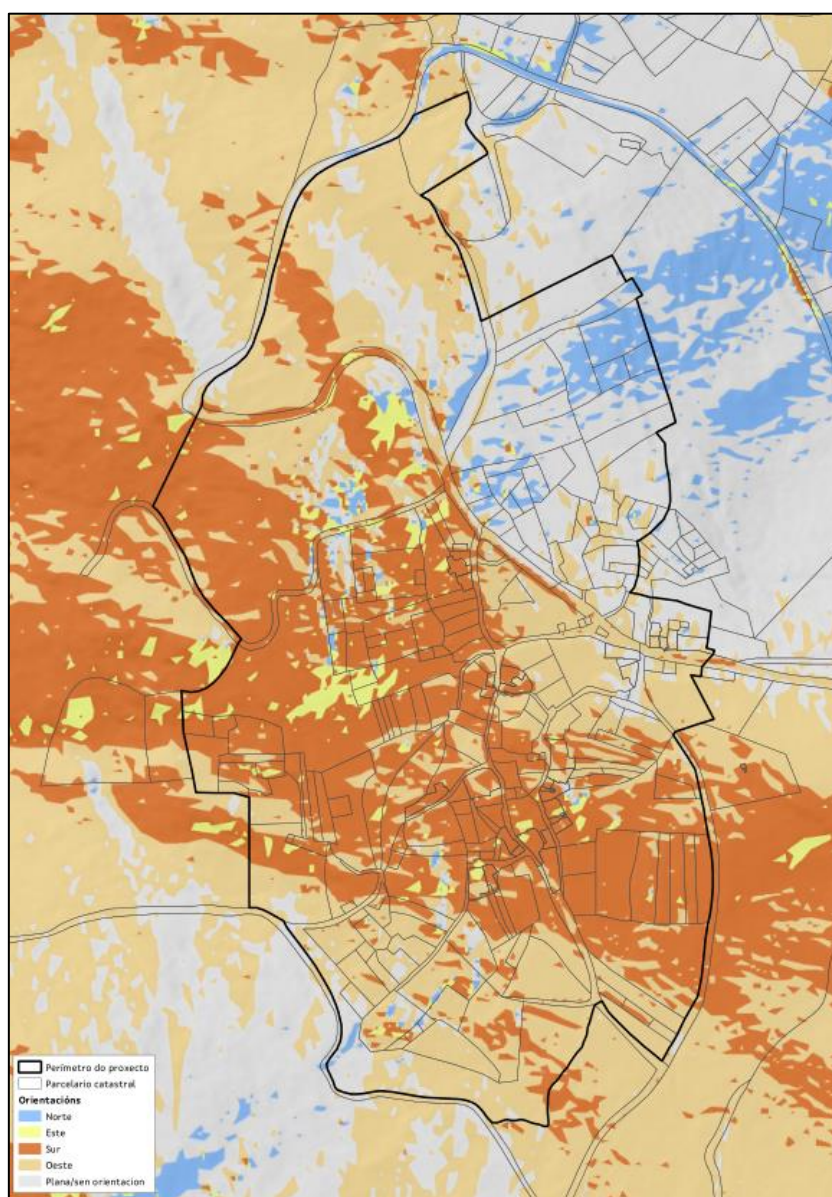 Perímetro do proxecto
Parcelario catastral
Orientacións
Norte
Este
Sur
Oeste
Plana/sen orientacion